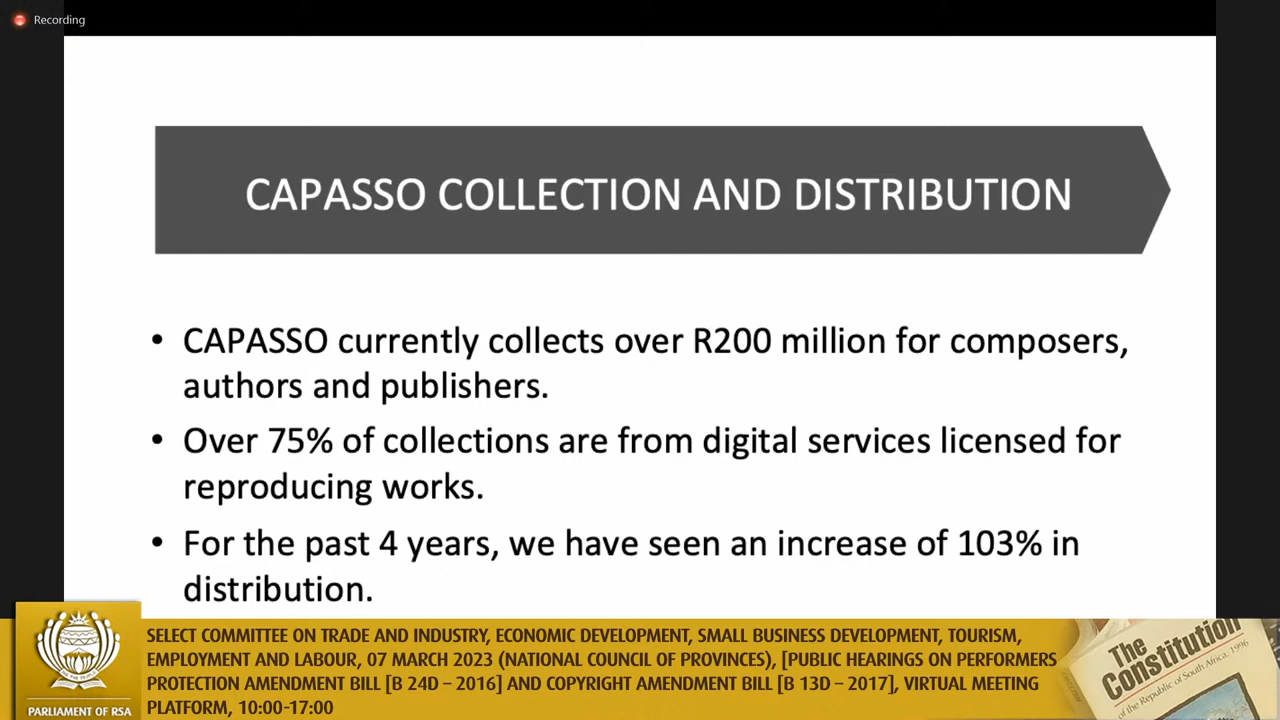 Recording
CAPASSO COLLECTION AND DISTRIBUTION
• CAPASSO currently collects over R200 million for composers,
authors and publishers.
• Over 75% of collections are from digital services licensed for
reproducing works.
• For the past 4 years, we have seen an increase of 103% in
distribution.
SELECT COMMITTEE ON TRADE AND INDUSTRY, ECONOMIC DEVELOPMENT, SMALL BUSINESS DEVELOPMENT, TOURISM,
EMPLOYMENT AND LABOUR, 07 MARCH 2023 (NATIONAL COUNCIL OF PROVINCES), [PUBLIC HEARINGS ON PERFORMERS
PROTECTION AMENDMENT BILL [B 24D – 2016] AND COPYRIGHT AMENDMENT BILL [B 13D – 2017], VIRTUAL MEETING
PLATFORM, 10:00-17:00
PARLIAMENT OF RSA
The
Constitution
of the Republic of South Africa, 1996